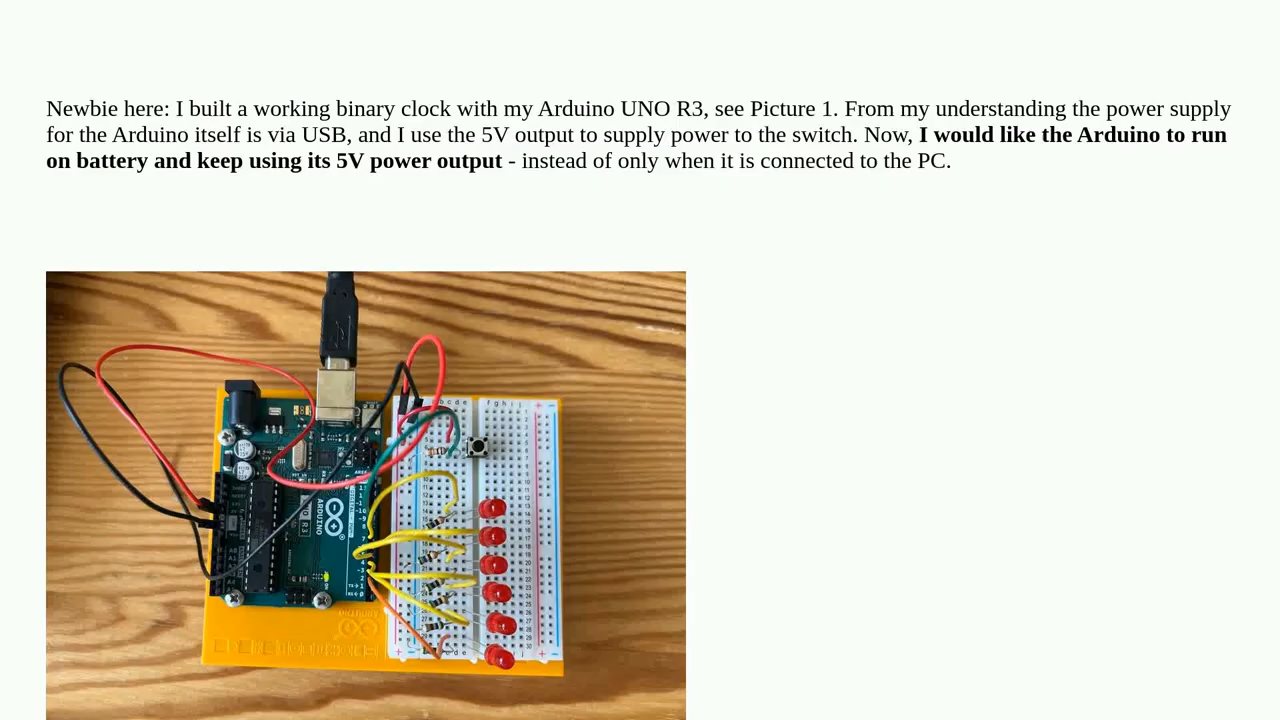 Newbie here: I built a working binary clock with my Arduino UNO R3, see Picture 1. From my understanding the power supply
for the Arduino itself is via USB, and I use the 5V output to supply power to the switch. Now, I would like the Arduino to run
on battery and keep using its 5V power output - instead of only when it is connected to the PC.
ARDUINO